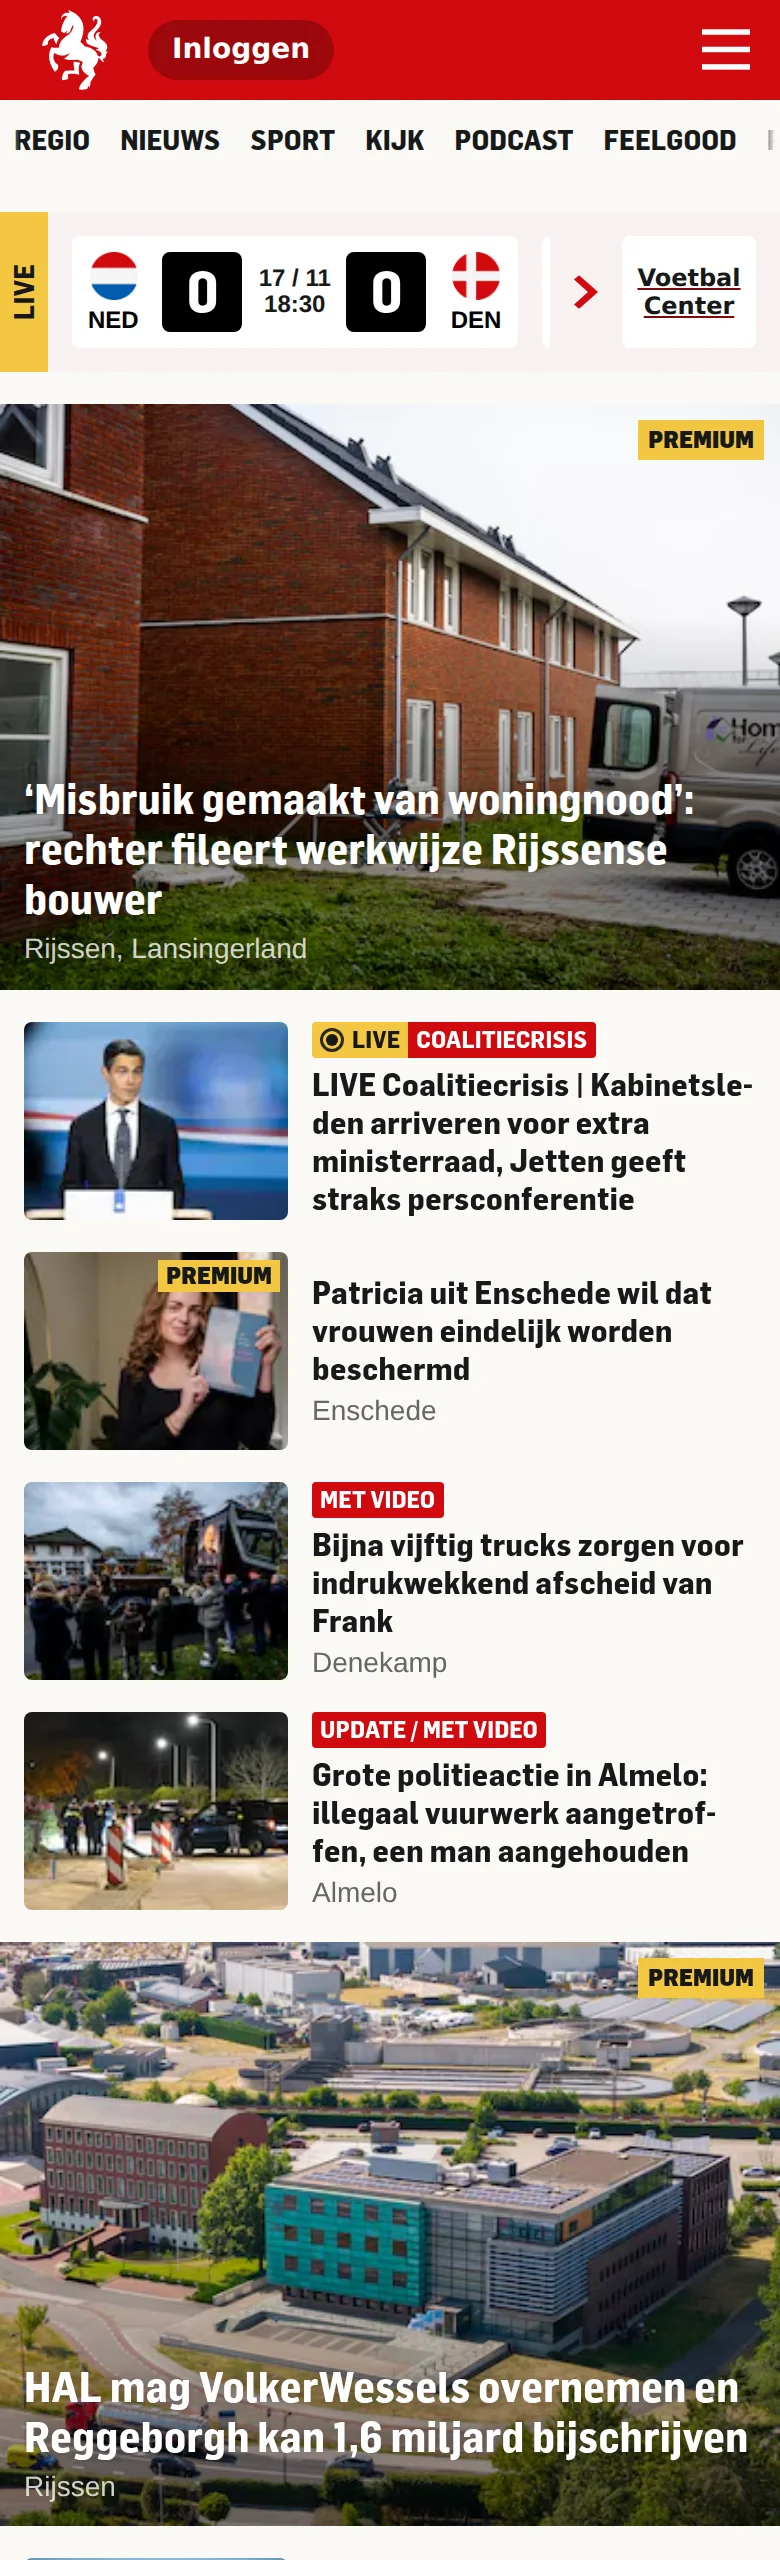 Inloggen
REGIO NIEUWS SPORT KIJK PODCAST FEELGOOD
LIVE
NED
0
17 / 11
18:30
0
DEN
Voetbal
Center
PREMIUM
Hom
‘Misbruik gemaakt van woningnood’:
rechter fileert werkwijze Rijssense
bouwer
Rijssen, Lansingerland
LIVE COALITIECRISIS
LIVE Coalitiecrisis | Kabinetsle-
den arriveren voor extra
ministerraad, Jetten geeft
straks persconferentie
PREMIUM
Patricia uit Enschede wil dat
vrouwen eindelijk worden
beschermd
Enschede
MET VIDEO
Bijna vijftig trucks zorgen voor
indrukwekkend afscheid van
Frank
Denekamp
UPDATE / MET VIDEO
Grote politieactie in Almelo:
illegaal vuurwerk aangetrof-
fen, een man aangehouden
Almelo
PREMIUM
HAL mag VolkerWessels overnemen en
Reggeborgh kan 1,6 miljard bijschrijven
Rijssen